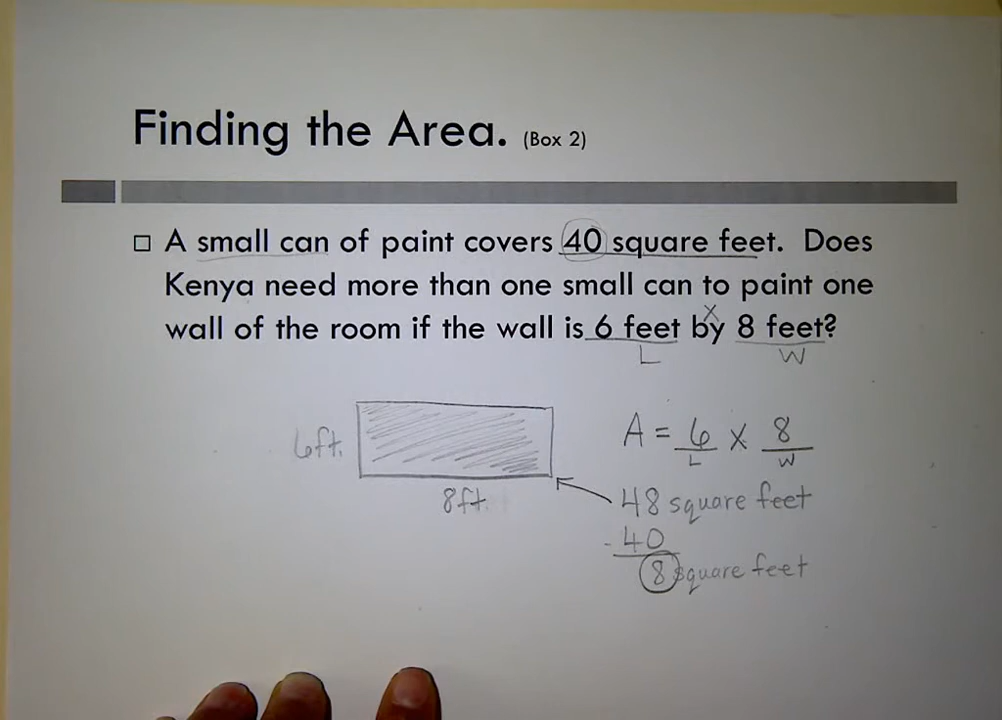 Finding the Area. (Box 2)
□ A small can of paint covers 40 square feet. Does
Kenya need more than one small can to paint one
x
wall of the room if the wall is 6 feet by 8 feet?
L W
A = 6 x 8
L W
6ft.
8ft.
48 square feet
- 40
8 square feet